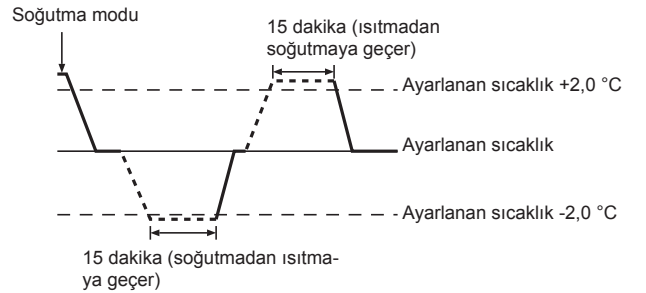 Soğutma modu
15 dakika (ısıtmadan
soğutmaya geçer)
Ayarlanan sıcaklık +2,0 °C
Ayarlanan sıcaklık
Ayarlanan sıcaklık -2,0 °C
15 dakika (soğutmadan ısıtma-
ya geçer)